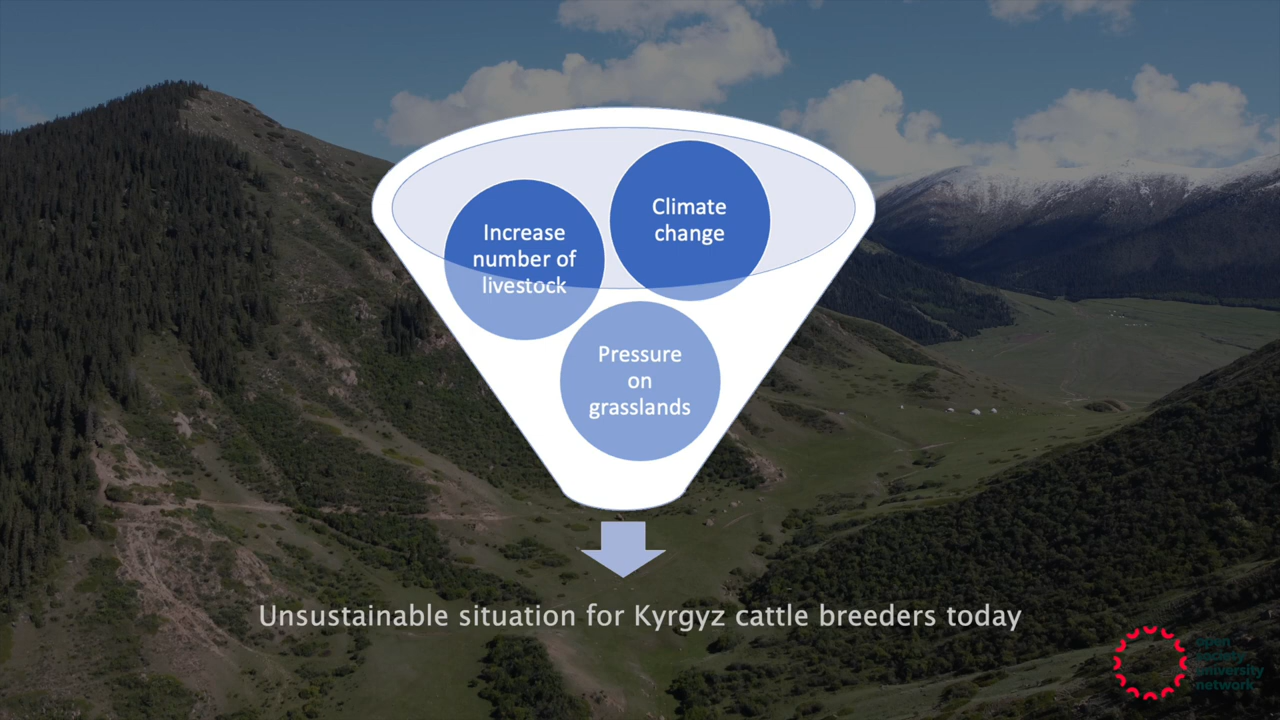 Climate
change
Increase
number of
livestock
Pressure
on
grasslands
Unsustainable situation for Kyrgyz cattle breeders today
open
society
university
network